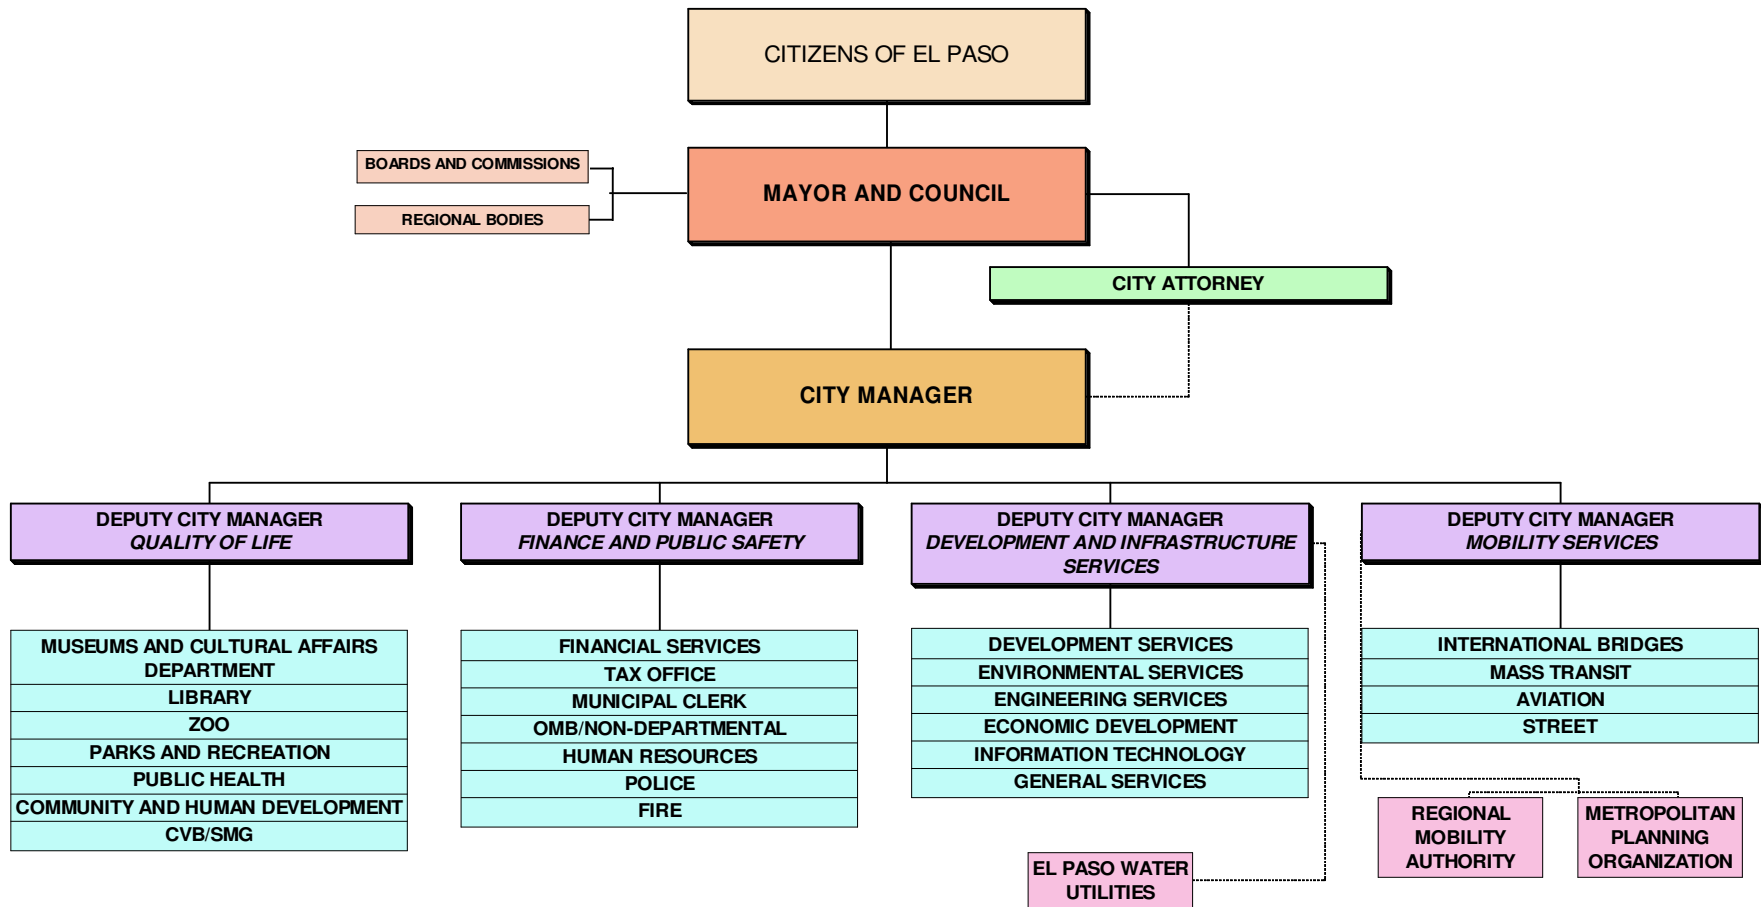 CITIZENS OF EL PASO
BOARDS AND COMMISSIONS
MAYOR AND COUNCIL
REGIONAL BODIES
CITY ATTORNEY
CITY MANAGER
DEPUTY CITY MANAGER
QUALITY OF LIFE
DEPUTY CITY MANAGER
FINANCE AND PUBLIC SAFETY
DEPUTY CITY MANAGER
DEVELOPMENT AND INFRASTRUCTURE
SERVICES
DEPUTY CITY MANAGER
MOBILITY SERVICES
MUSEUMS AND CULTURAL AFFAIRS
DEPARTMENT
LIBRARY
ZOO
PARKS AND RECREATION
PUBLIC HEALTH
COMMUNITY AND HUMAN DEVELOPMENT
CVB/SMG
FINANCIAL SERVICES
TAX OFFICE
MUNICIPAL CLERK
OMB/NON-DEPARTMENTAL
HUMAN RESOURCES
POLICE
FIRE
DEVELOPMENT SERVICES
ENVIRONMENTAL SERVICES
ENGINEERING SERVICES
ECONOMIC DEVELOPMENT
INFORMATION TECHNOLOGY
GENERAL SERVICES
INTERNATIONAL BRIDGES
MASS TRANSIT
AVIATION
STREET
EL PASO WATER
UTILITIES
REGIONAL
MOBILITY
AUTHORITY
METROPOLITAN
PLANNING
ORGANIZATION